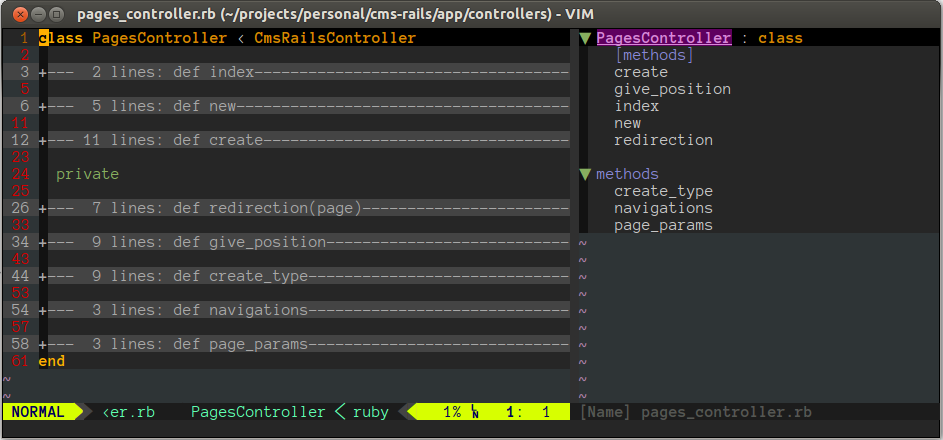 pages_controller.rb (~/projects/personal/cms-rails/app/controllers) - VIM
1 class PagesController < CmsRailsController
2
3 +--- 2 lines: def index----------------------------------
5
6 +--- 5 lines: def new------------------------------------
11
12 +--- 11 lines: def create---------------------------------
23
24 private
25
26 +--- 7 lines: def redirection(page)----------------------
33
34 +--- 9 lines: def give_position--------------------------
43
44 +--- 9 lines: def create_type----------------------------
53
54 +--- 3 lines: def navigations----------------------------
57
58 +--- 3 lines: def page_params----------------------------
61 end
~
~
NORMAL <er.rb PagesController < ruby 1% LN 1: 1
▼ PagesController : class
[methods]
create
give_position
index
new
redirection
▼ methods
create_type
navigations
page_params
~
~
~
~
~
~
~
~
~
~
[Name] pages_controller.rb